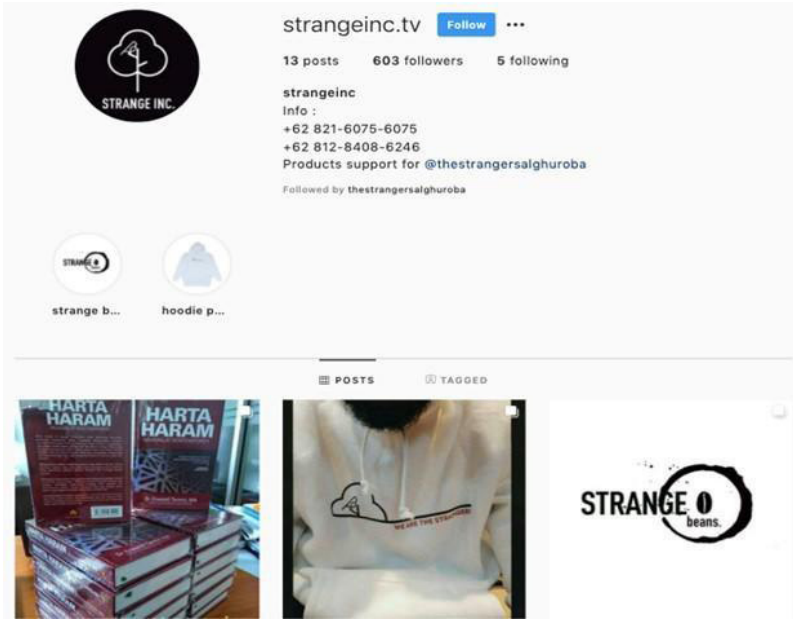 strangeinc.tv Follow
13 posts 603 followers 5 following
strangeinc
Info :
+62 821-6075-6075
+62 812-8408-6246
Products support for @thestrangersalghuroba
Followed by thestrangersalghuroba
STRANGE INC.
STRANGE
strange b...
hoodie p...
POSTS TAGGED
HARTA
HARAM
HARTA
HARAM
WE ARE THE STRANGERS
STRANGE
beans.